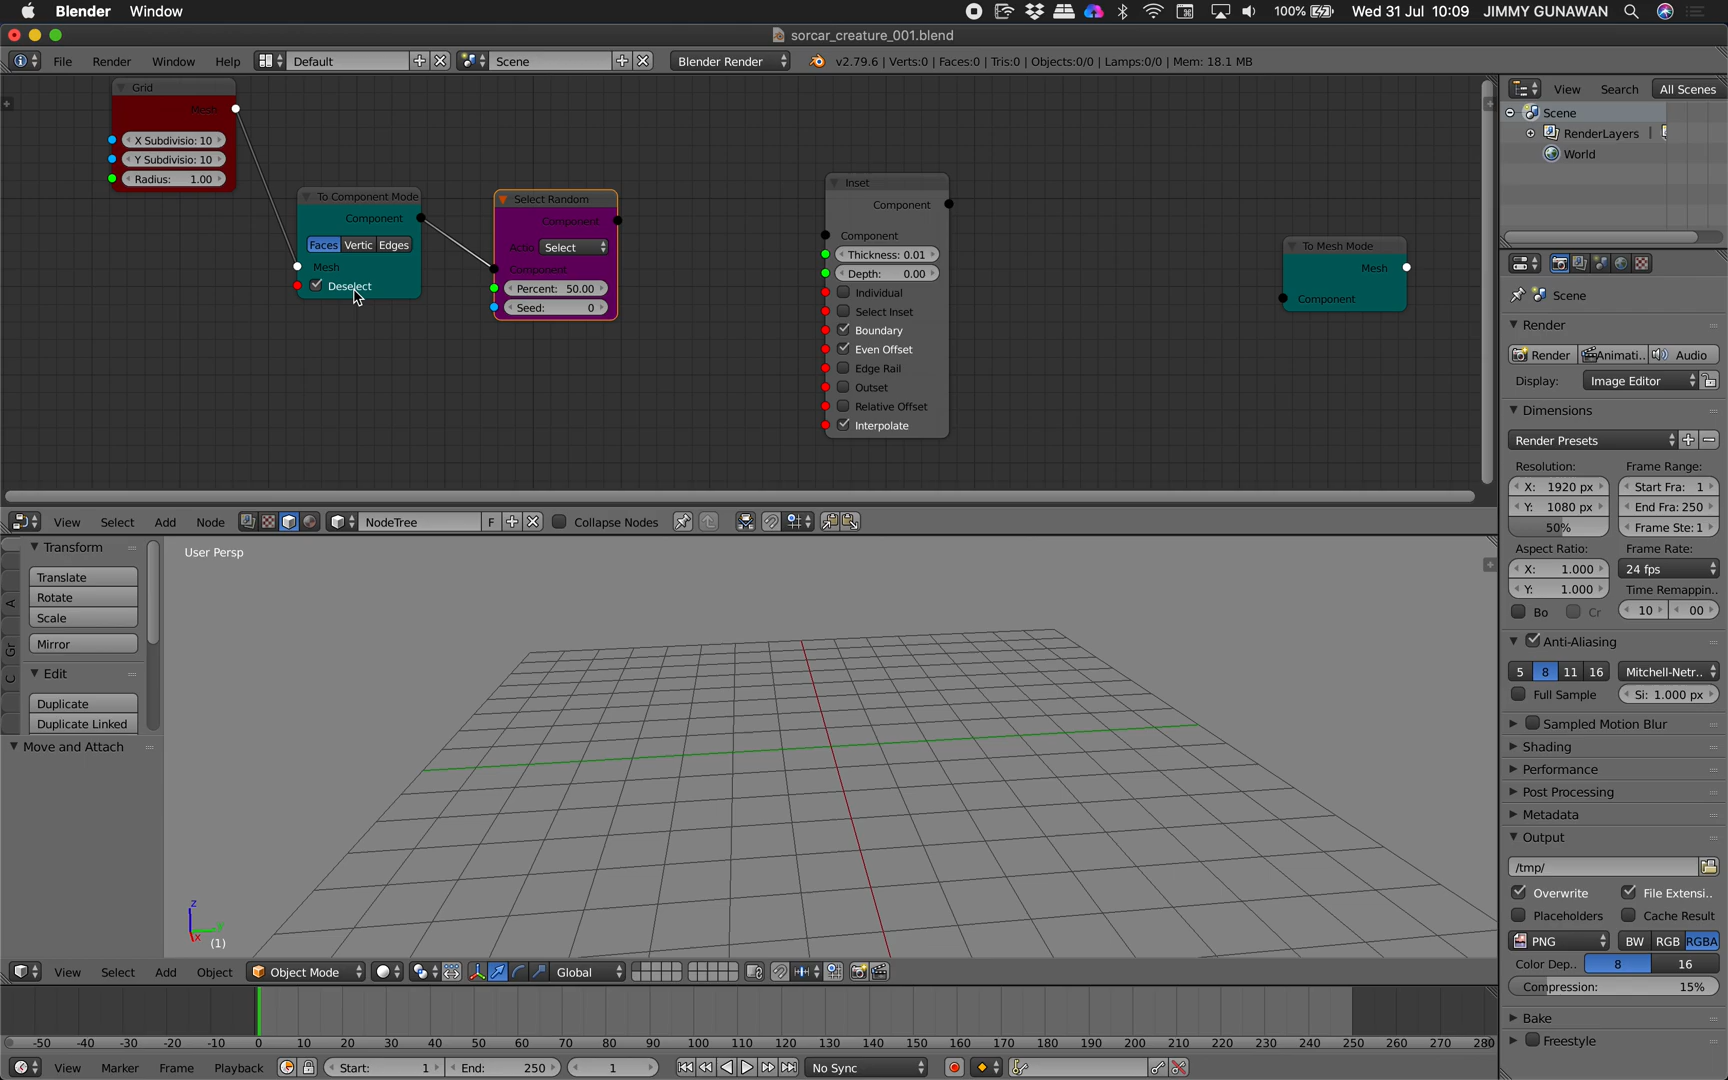 Blender Window 100% Wed 31 Jul 10:09 JIMMY GUNAWAN
sorcar_creature_001.blend
File Render Window Help Default Scene Blender Render v2.79.6 | Verts:0 | Faces:0 | Tris:0 | Objects:0/0 | Lamps:0/0 | Mem: 18.1 MB
Grid
Mesh
X Subdivisio: 10
Y Subdivisio: 10
Radius: 1.00
To Component Mode
Component
Faces Vertic Edges
Mesh
Deselect
Select Random
Component
Actio Select
Component
Percent: 50.00
Seed: 0
Inset
Component
Component
Thickness: 0.01
Depth: 0.00
Individual
Select Inset
Boundary
Even Offset
Edge Rail
Outset
Relative Offset
Interpolate
To Mesh Mode
Mesh
Component
View Select Add Node NodeTree F Collapse Nodes
Transform
Translate
Rotate
Scale
Mirror
Edit
Duplicate
Duplicate Linked
Move and Attach
A
Gr
C
User Persp
z
y
x
(1)
View Select Add Object Object Mode Global
-50 -40 -30 -20 -10 0 10 20 30 40 50 60 70 80 90 100 110 120 130 140 150 160 170 180 190 200 210 220 230 240 250 260 270 280
View Marker Frame Playback Start: 1 End: 250 1 No Sync
View Search All Scenes
Scene
RenderLayers
World
Scene
Render
Render Animati.. Audio
Display: Image Editor
Dimensions
Render Presets
Resolution: Frame Range:
X: 1920 px Start Fra: 1
Y: 1080 px End Fra: 250
50% Frame Ste: 1
Aspect Ratio: Frame Rate:
X: 1.000 24 fps
Y: 1.000 Time Remappin..
Bo Cr 10 00
Anti-Aliasing
5 8 11 16 Mitchell-Netr..
Full Sample Si: 1.000 px
Sampled Motion Blur
Shading
Performance
Post Processing
Metadata
Output
/tmp/
Overwrite File Extensi..
Placeholders Cache Result
PNG BW RGB RGBA
Color Dep.. 8 16
Compression: 15%
Bake
Freestyle